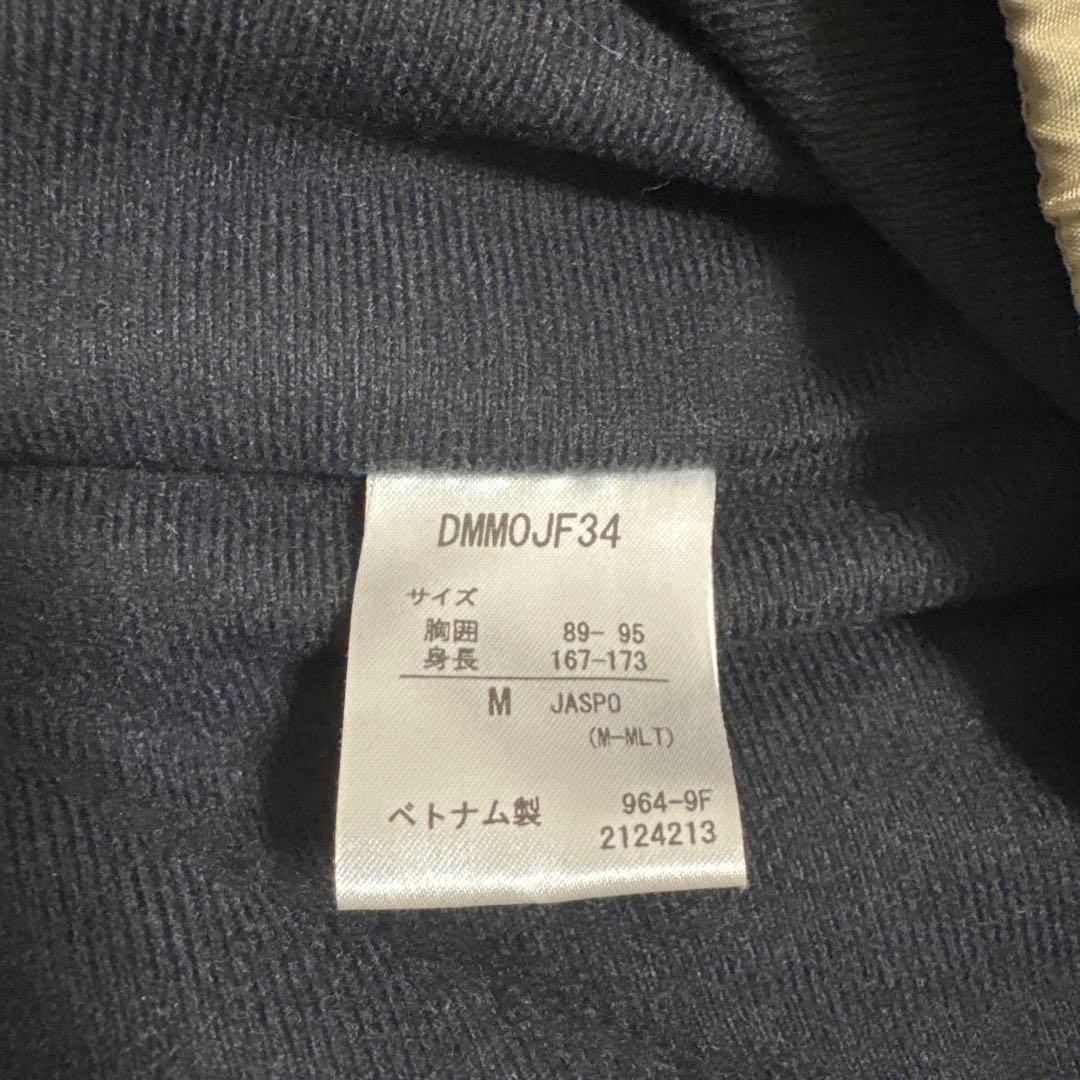 DMMOJF34
サイズ
胸囲 89- 95
身長 167-173
M JASPO
(M-MLT)
ベトナム製 964-9F
2124213